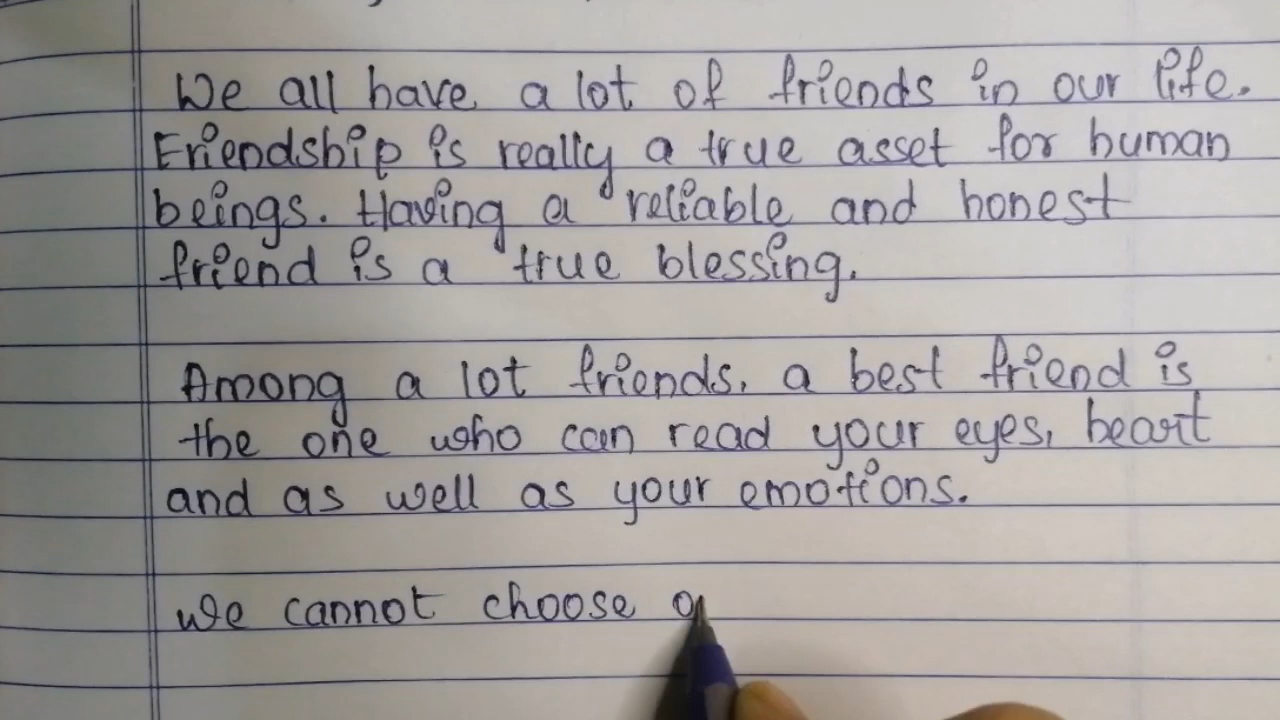 We all have a lot of friends in our life.
Friendship is really a true asset for human
beings. Having a reliable and honest
friend is a true blessing.
Among a lot friends, a best friend is
the one who can read your eyes, heart
and as well as your emotions.
We cannot choose